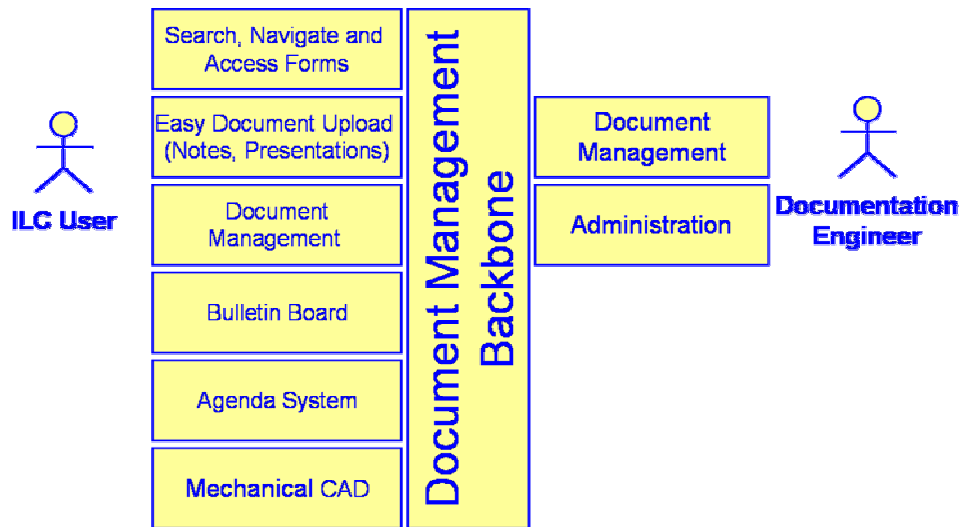 Search, Navigate and
Access Forms
Easy Document Upload
(Notes, Presentations)
Document
Management
Bulletin Board
Agenda System
Mechanical CAD
ILC User
Document Management
Backbone
Document
Management
Administration
Documentation
Engineer